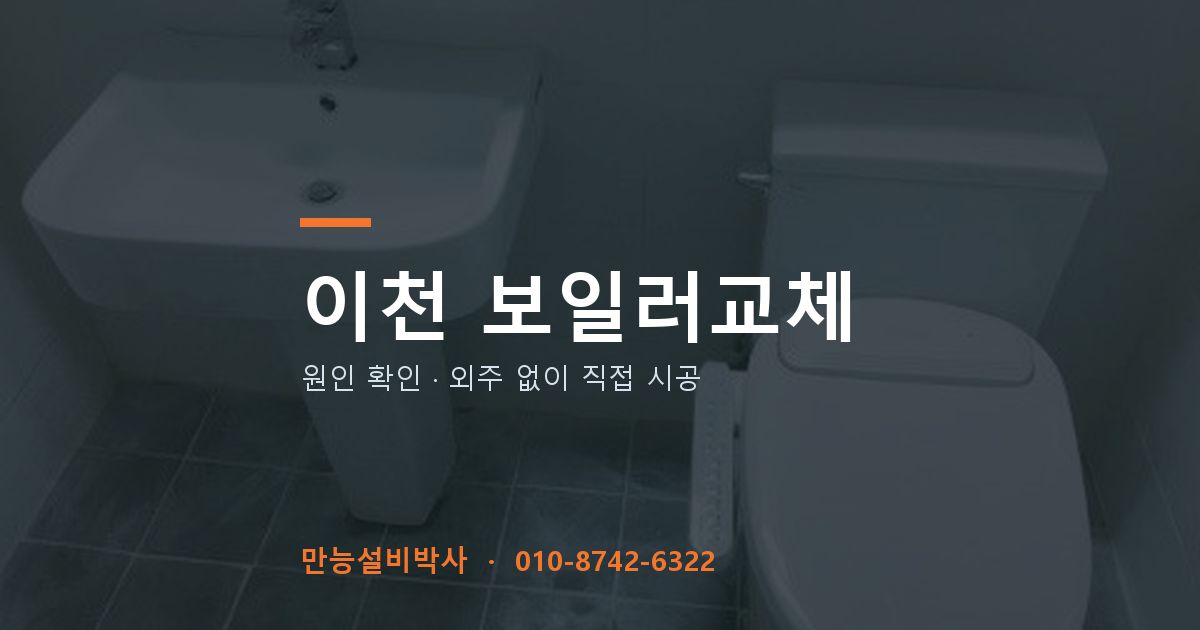 이천 보일러교체
원인 확인 · 외주 없이 직접 시공
만능설비박사 · 010-8742-6322